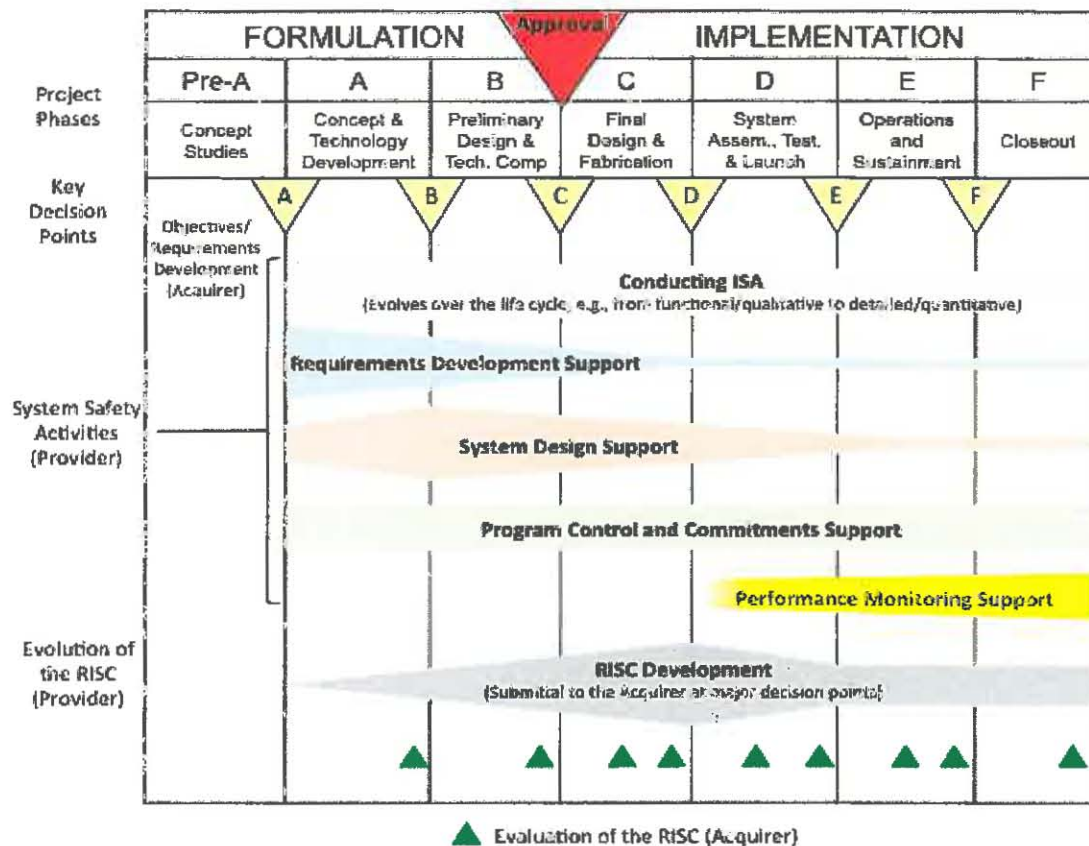 Approval
FORMULATION
IMPLEMENTATION
Project
Phases
Pre-A
A
B
C
D
E
F
Concept
Studies
Concept &
Technology
Development
Preliminary
Design &
Tech. Comp
Final
Design &
Fabrication
System
Assem., Test.
& Launch
Operations
and
Sustainment
Closeout
Key
Decision
Points
A
B
C
D
E
F
Objectives/
Requirements
Development
(Acquirer)
Conducting ISA
(Evolves over the life cycle, e.g., from functional/qualitative to detailed/quantitative)
Requirements Development Support
System Safety
Activities
(Provider)
System Design Support
Program Control and Commitments Support
Performance Monitoring Support
Evolution of
the RISC
(Provider)
RISC Development
(Submittal to the Acquirer at major decision points)
Evaluation of the RISC (Acquirer)